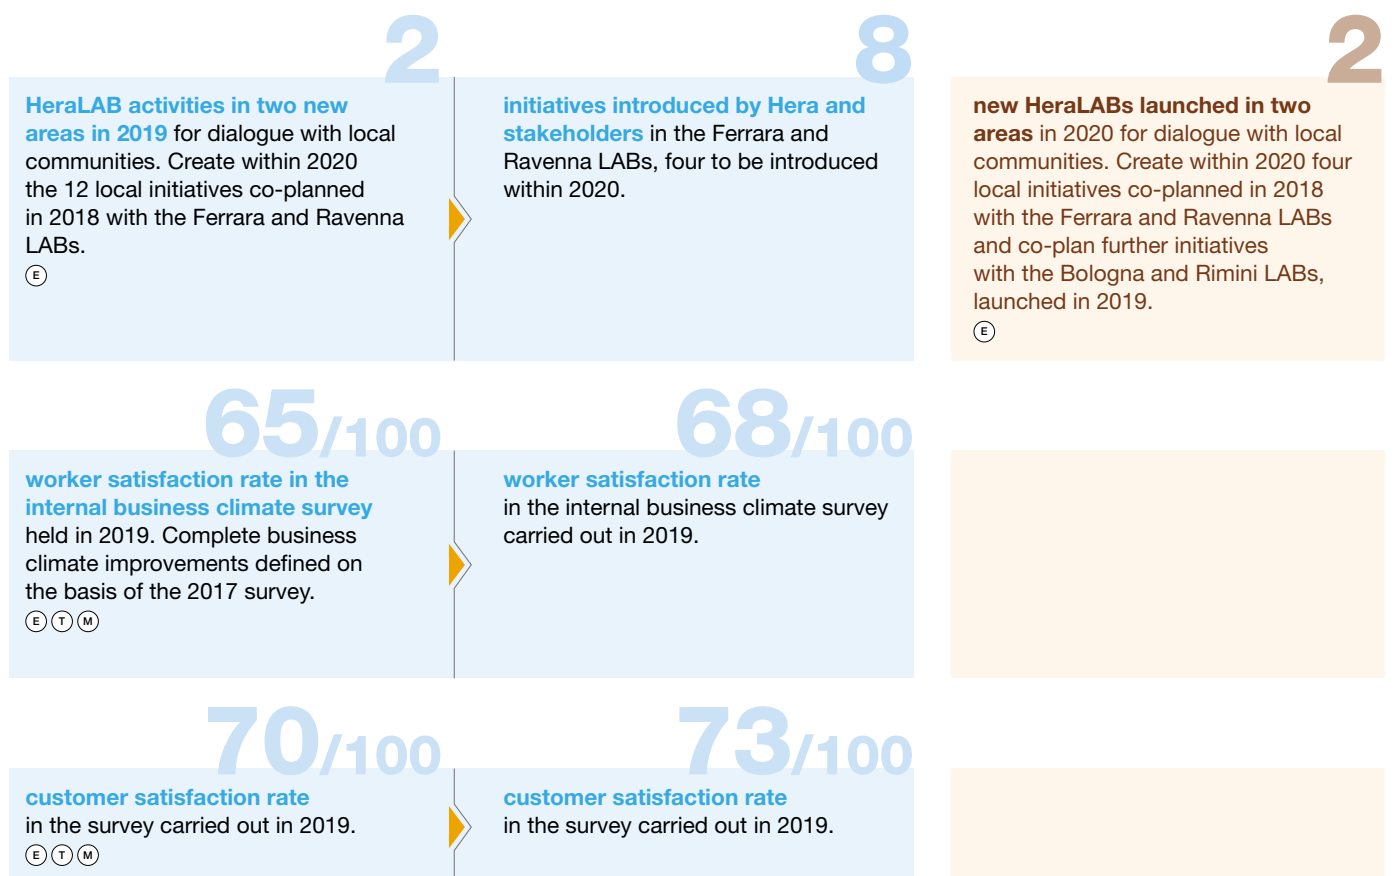 2
HeraLAB activities in two new
areas in 2019 for dialogue with local
communities. Create within 2020
the 12 local initiatives co-planned
in 2018 with the Ferrara and Ravenna
LABs.
E
8
initiatives introduced by Hera and
stakeholders in the Ferrara and
Ravenna LABs, four to be introduced
within 2020.
2
new HeraLABs launched in two
areas in 2020 for dialogue with local
communities. Create within 2020 four
local initiatives co-planned in 2018
with the Ferrara and Ravenna LABs
and co-plan further initiatives
with the Bologna and Rimini LABs,
launched in 2019.
E
65/100
worker satisfaction rate in the
internal business climate survey
held in 2019. Complete business
climate improvements defined on
the basis of the 2017 survey.
E T M
68/100
worker satisfaction rate
in the internal business climate survey
carried out in 2019.
70/100
customer satisfaction rate
in the survey carried out in 2019.
E T M
73/100
customer satisfaction rate
in the survey carried out in 2019.